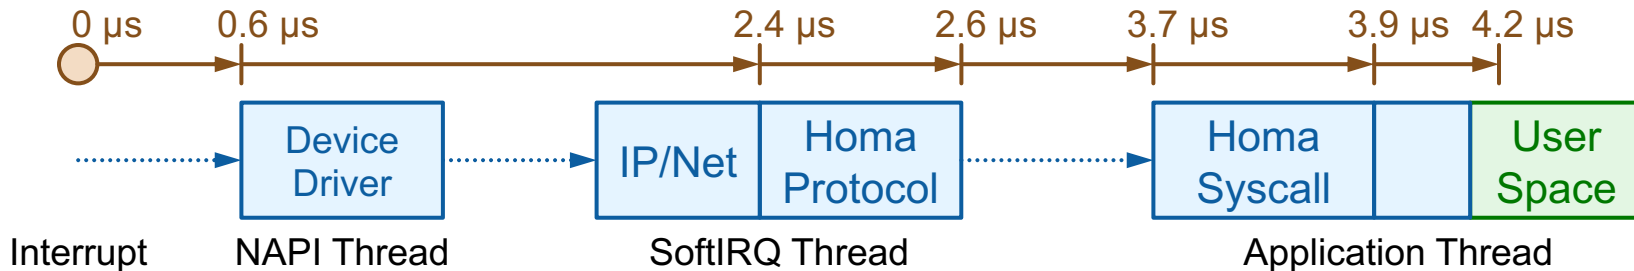 0 μs 0.6 μs 2.4 μs 2.6 μs 3.7 μs 3.9 μs 4.2 μs
Device
Driver
IP/Net
Homa
Protocol
Homa
Syscall
User
Space
Interrupt NAPI Thread SoftIRQ Thread Application Thread